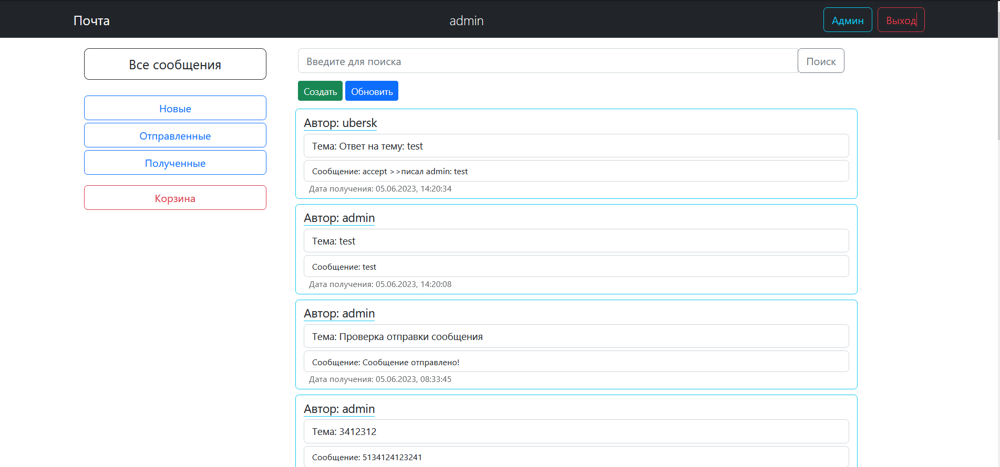 Почта
admin
Админ
Выход
Все сообщения
Новые
Отправленные
Полученные
Корзина
Введите для поиска
Поиск
Создать
Обновить
Автор: ubersk
Тема: Ответ на тему: test
Сообщение: accept >>писал admin: test
Дата получения: 05.06.2023, 14:20:34
Автор: admin
Тема: test
Сообщение: test
Дата получения: 05.06.2023, 14:20:08
Автор: admin
Тема: Проверка отправки сообщения
Сообщение: Сообщение отправлено!
Дата получения: 05.06.2023, 08:33:45
Автор: admin
Тема: 3412312
Сообщение: 5134124123241